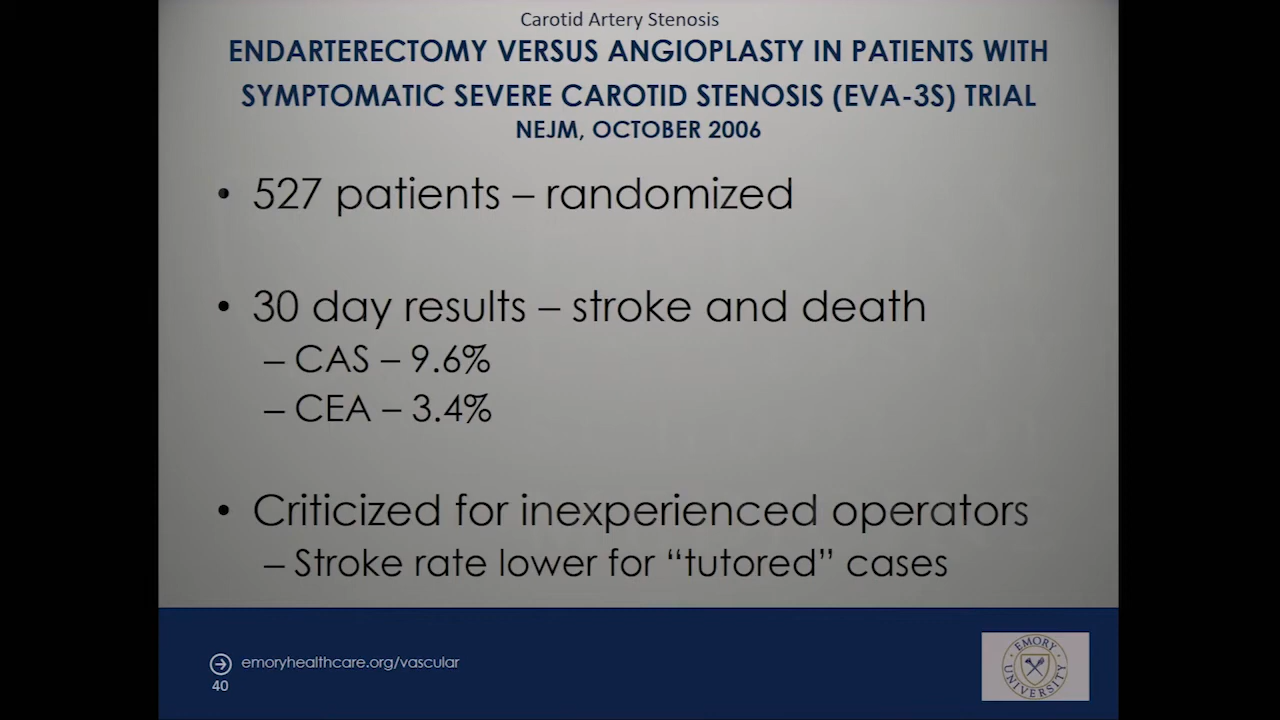 Carotid Artery Stenosis
ENDARTERECTOMY VERSUS ANGIOPLASTY IN PATIENTS WITH
SYMPTOMATIC SEVERE CAROTID STENOSIS (EVA-3S) TRIAL
NEJM, OCTOBER 2006
• 527 patients – randomized
• 30 day results – stroke and death
– CAS – 9.6%
– CEA – 3.4%
• Criticized for inexperienced operators
– Stroke rate lower for “tutored” cases
emoryhealthcare.org/vascular
40
EMORY
UNIVERSITY